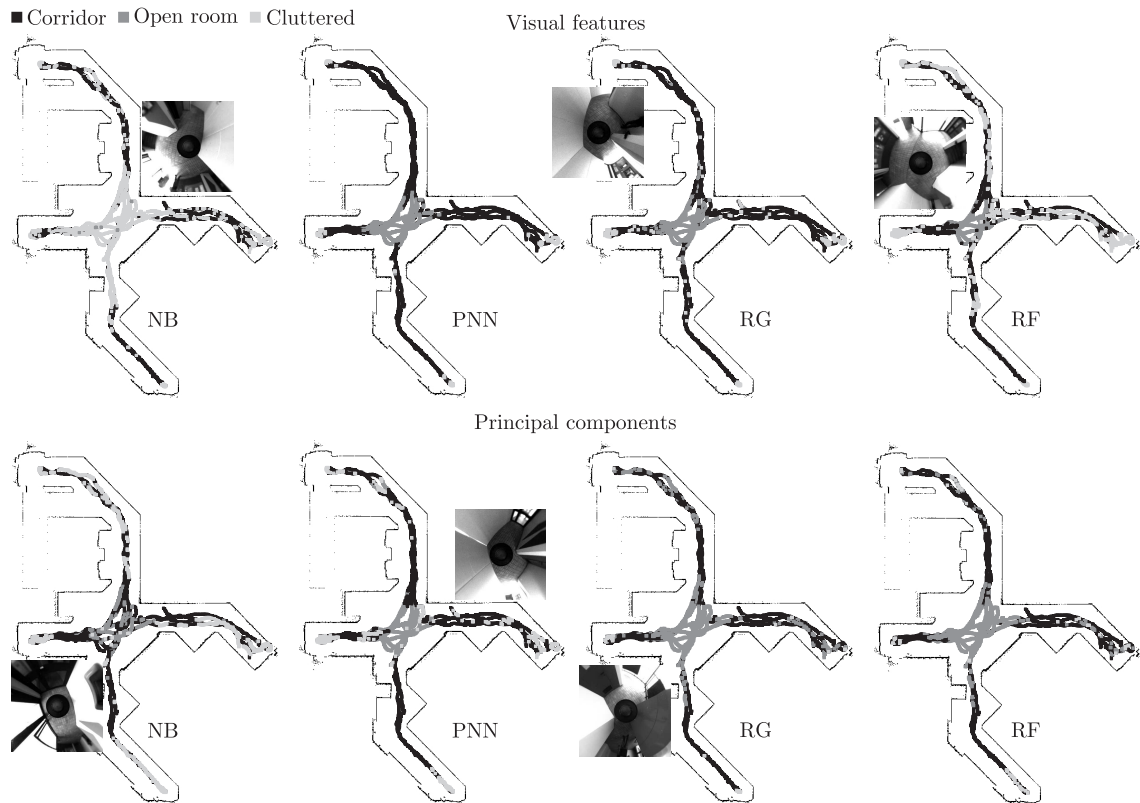 Corridor Open room Cluttered
Visual features
NB PNN RG RF
Principal components
NB PNN RG RF